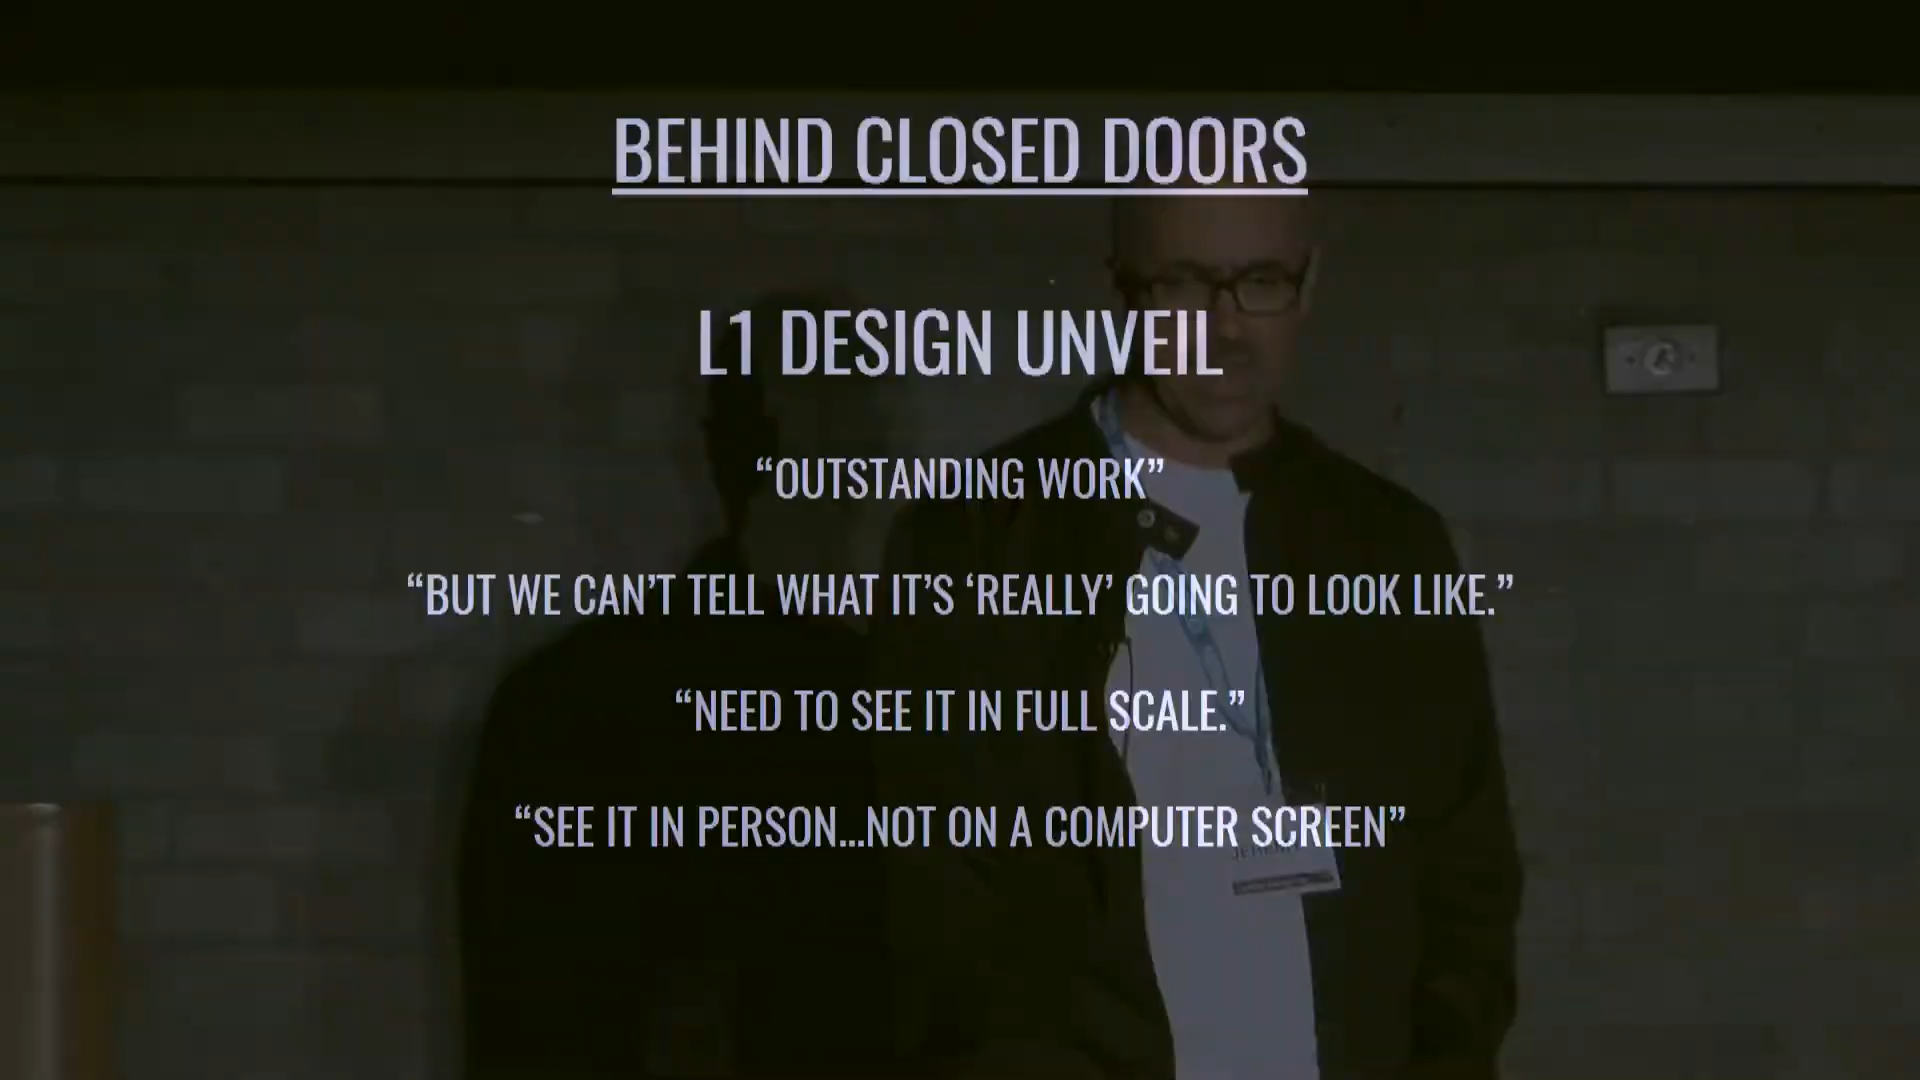 BEHIND CLOSED DOORS
L1 DESIGN UNVEIL
“OUTSTANDING WORK”
“BUT WE CAN’T TELL WHAT IT’S ‘REALLY’ GOING TO LOOK LIKE.”
“NEED TO SEE IT IN FULL SCALE.”
“SEE IT IN PERSON...NOT ON A COMPUTER SCREEN”